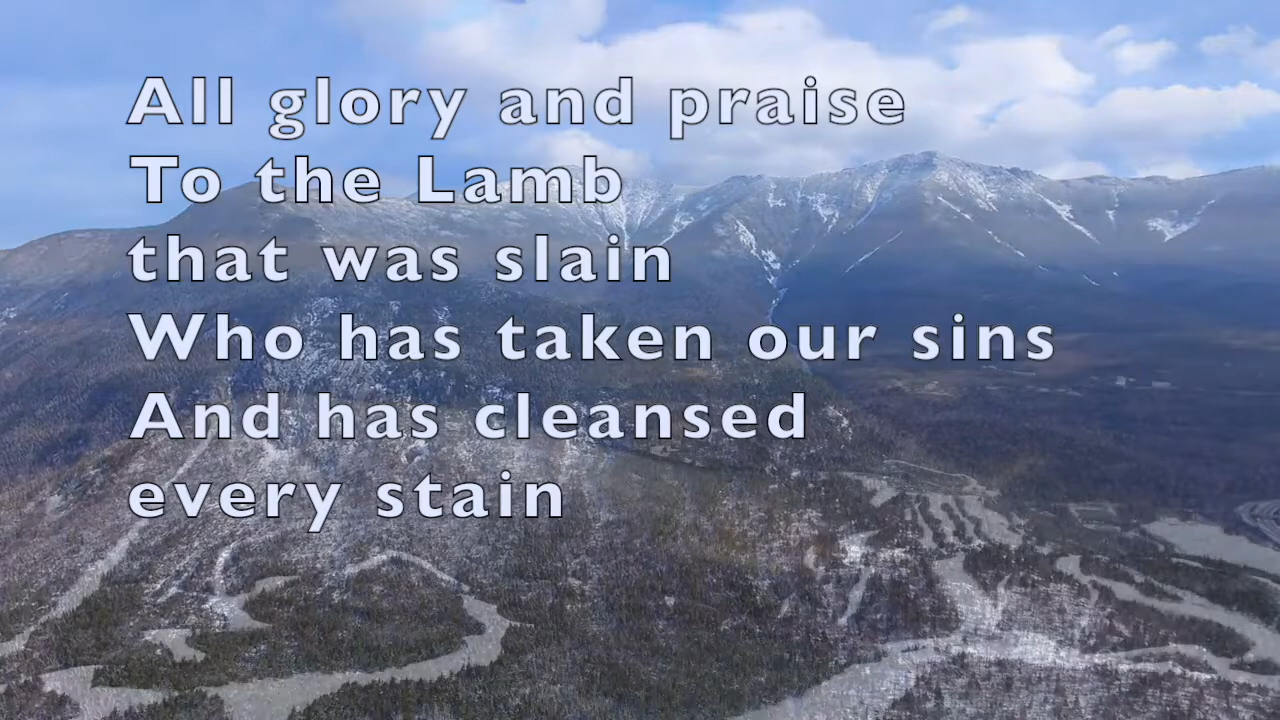 All glory and praise
To the Lamb
that was slain
Who has taken our sins
And has cleansed
every stain